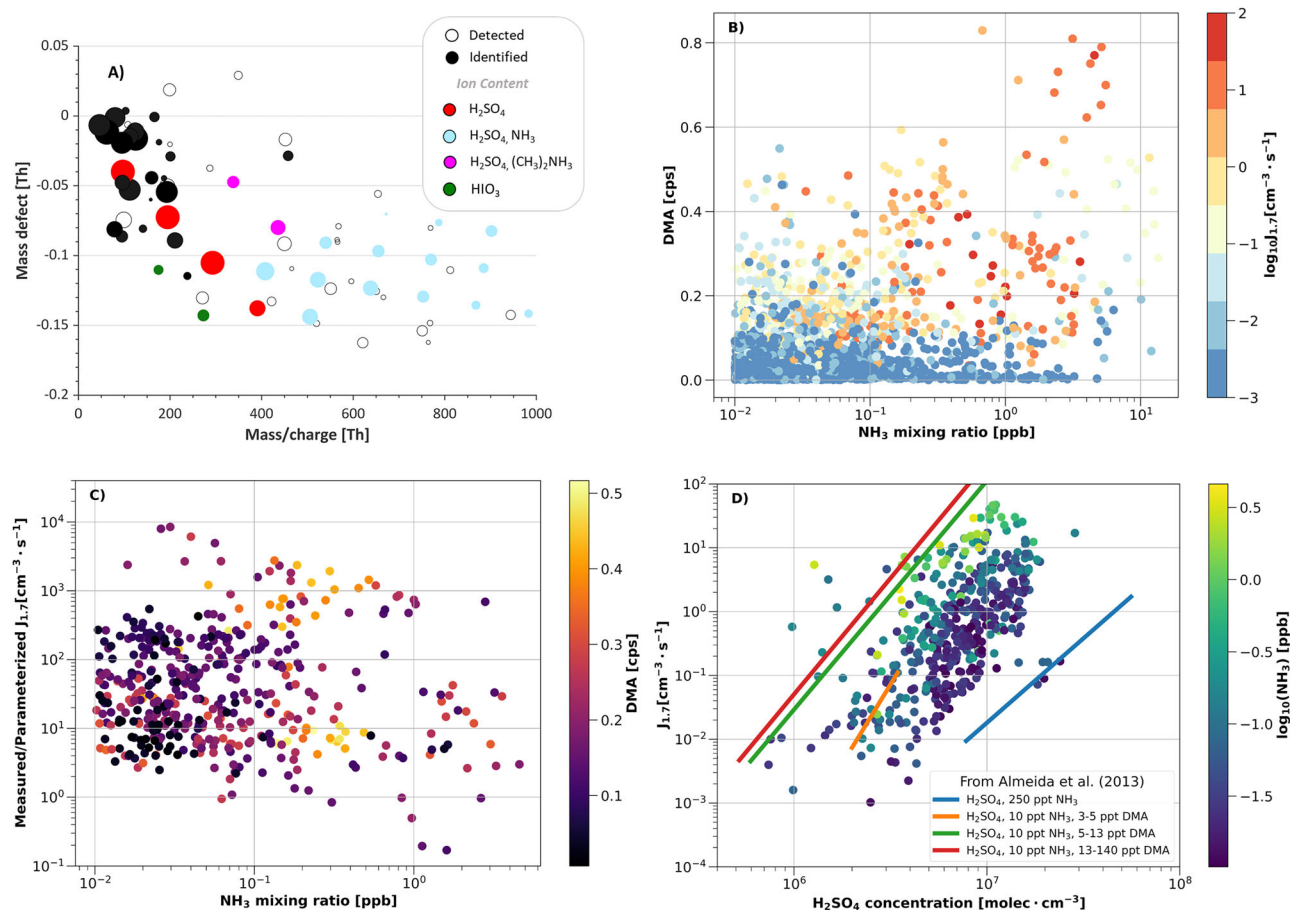 A)
0.05
0
-0.05
-0.1
-0.15
-0.2
Mass defect [Th]
0
200
400
600
800
1000
Mass/charge [Th]
Detected
Identified
Ion Content
H₂SO₄
H₂SO₄, NH₃
H₂SO₄, (CH₃)₂NH₃
HIO₃
B)
0.8
0.6
0.4
0.2
0.0
DMA [cps]
10⁻²
10⁻¹
10⁰
10¹
NH₃ mixing ratio [ppb]
2
1
0
−1
−2
−3
log₁₀J₁.₇[cm⁻³ · s⁻¹]
C)
10⁴
10³
10²
10¹
10⁰
10⁻¹
Measured/Parameterized J₁.₇[cm⁻³ · s⁻¹]
10⁻²
10⁻¹
10⁰
NH₃ mixing ratio [ppb]
0.5
0.4
0.3
0.2
0.1
DMA [cps]
D)
10²
10¹
10⁰
10⁻¹
10⁻²
10⁻³
10⁻⁴
J₁.₇[cm⁻³ · s⁻¹]
From Almeida et al. (2013)
H₂SO₄, 250 ppt NH₃
H₂SO₄, 10 ppt NH₃, 3-5 ppt DMA
H₂SO₄, 10 ppt NH₃, 5-13 ppt DMA
H₂SO₄, 10 ppt NH₃, 13-140 ppt DMA
10⁶
10⁷
10⁸
H₂SO₄ concentration [molec · cm⁻³]
0.5
0.0
−0.5
−1.0
−1.5
log₁₀(NH₃) [ppb]